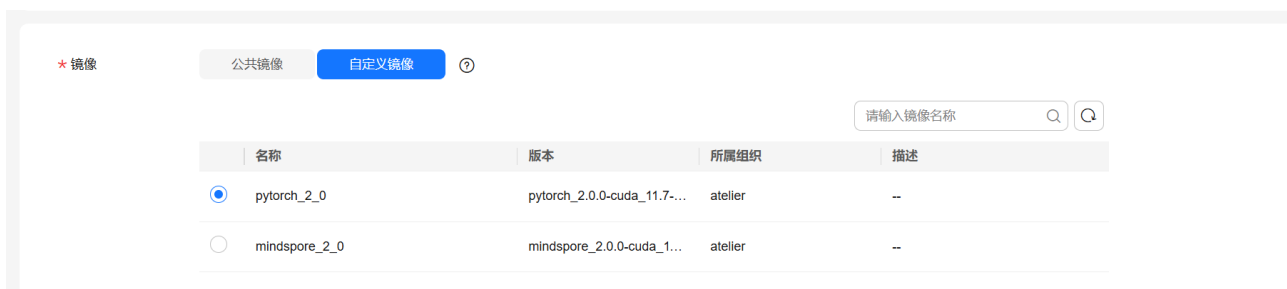 * 镜像 公共镜像 自定义镜像 ?
请输入镜像名称
名称 版本 所属组织 描述
pytorch_2_0 pytorch_2.0.0-cuda_11.7-... atelier --
mindspore_2_0 mindspore_2.0.0-cuda_1... atelier --